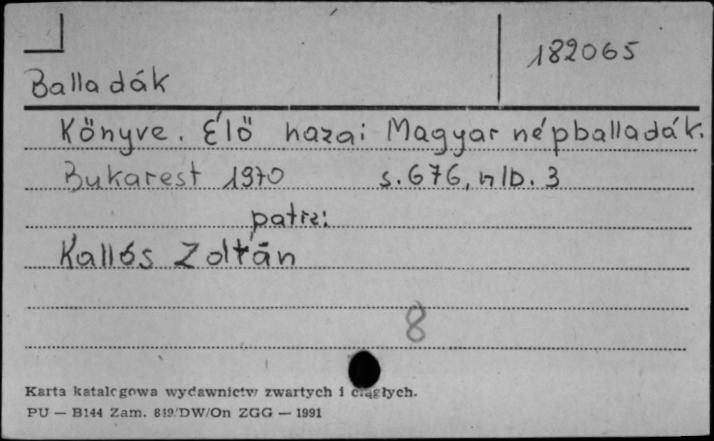 182065
Balladák
Könyve. Élő hazai Magyar népballadák.
Bukarest 1970 s. 676, nlb. 3
patrz:
Kallós Zoltán
8
Karta katalogowa wydawnictw zwartych i ciągłych.
PU — B144 Zam. 819/DW/On ZGG — 1991